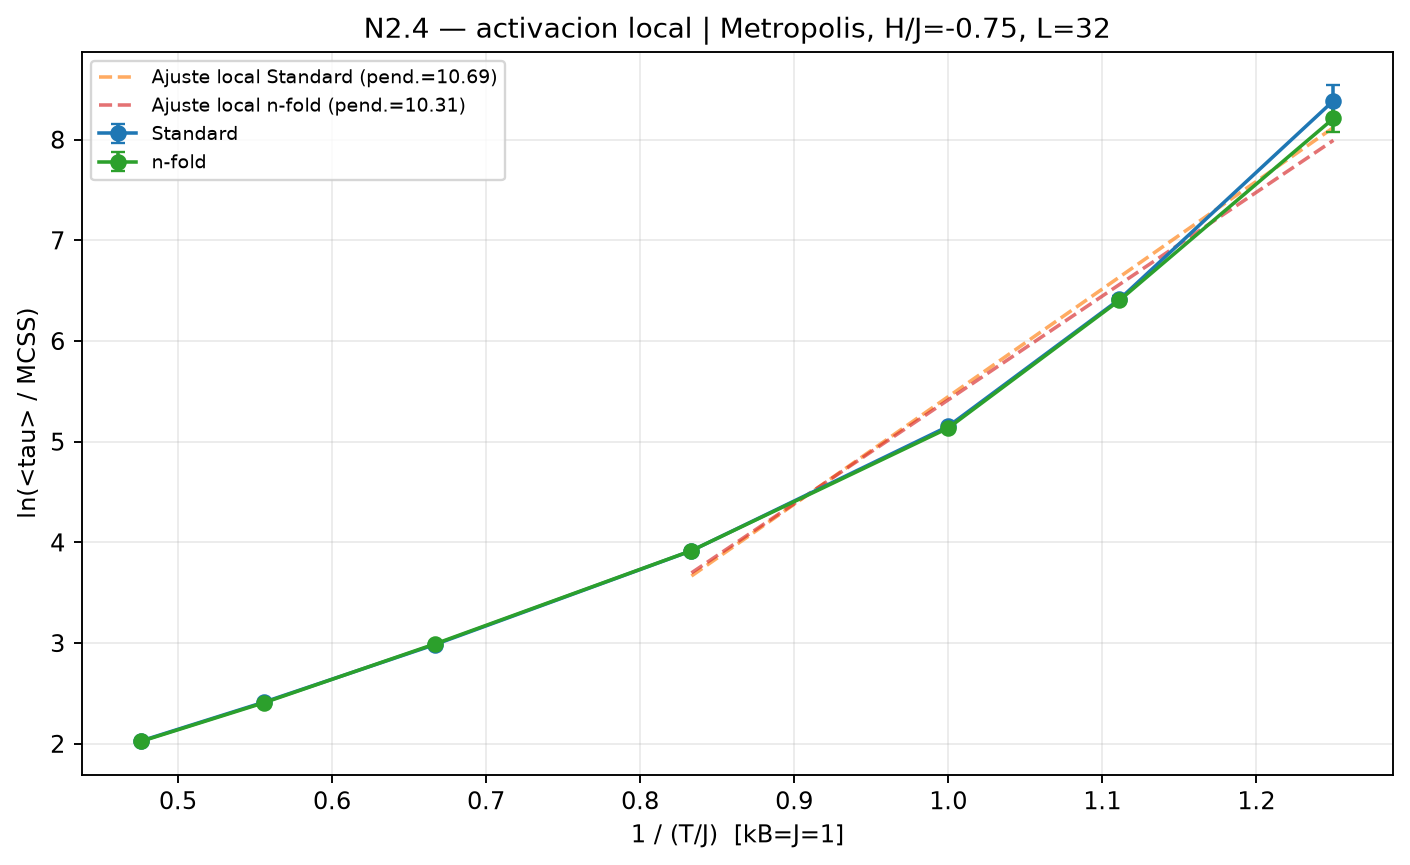 N2.4 — activacion local | Metropolis, H/J=-0.75, L=32
Ajuste local Standard (pend.=10.69)
Ajuste local n-fold (pend.=10.31)
Standard
n-fold
8
7
6
5
4
3
2
ln(<tau> / MCSS)
0.5 0.6 0.7 0.8 0.9 1.0 1.1 1.2
1 / (T/J)  [kB=J=1]